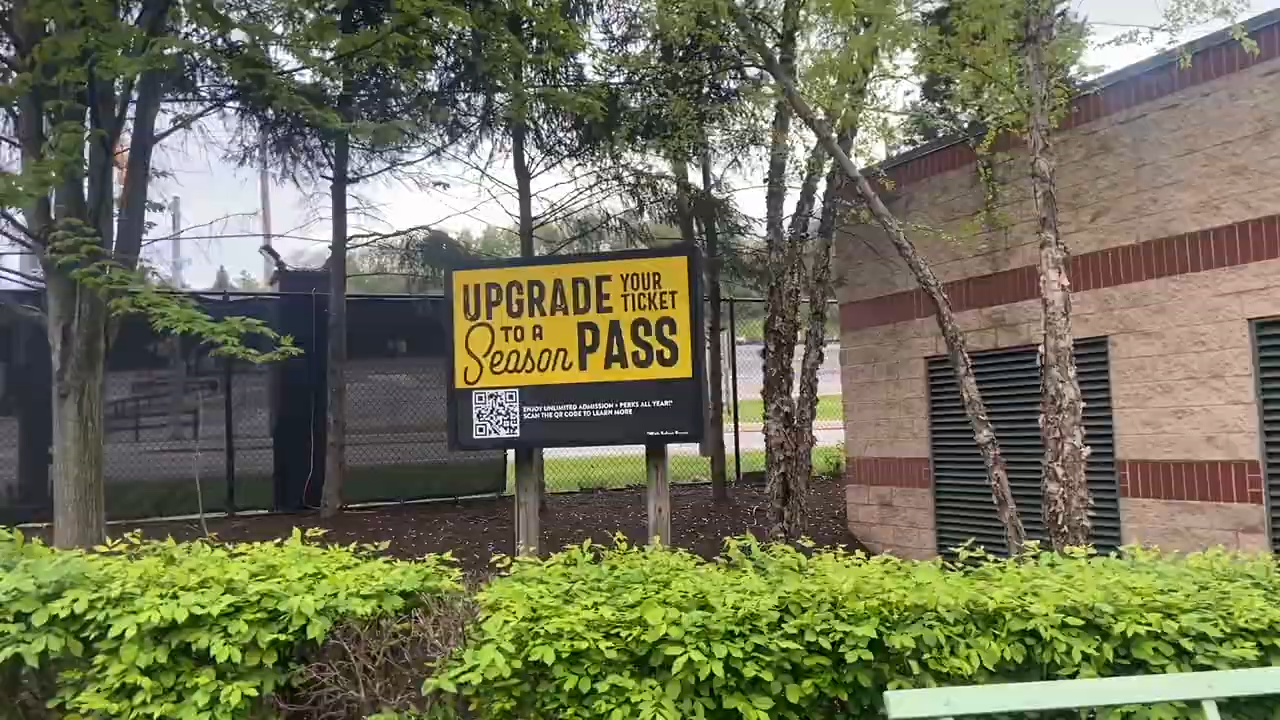 UPGRADE YOUR TICKET
TO A
Season PASS
ENJOY UNLIMITED ADMISSION + PERKS ALL YEAR!*
SCAN THE QR CODE TO LEARN MORE